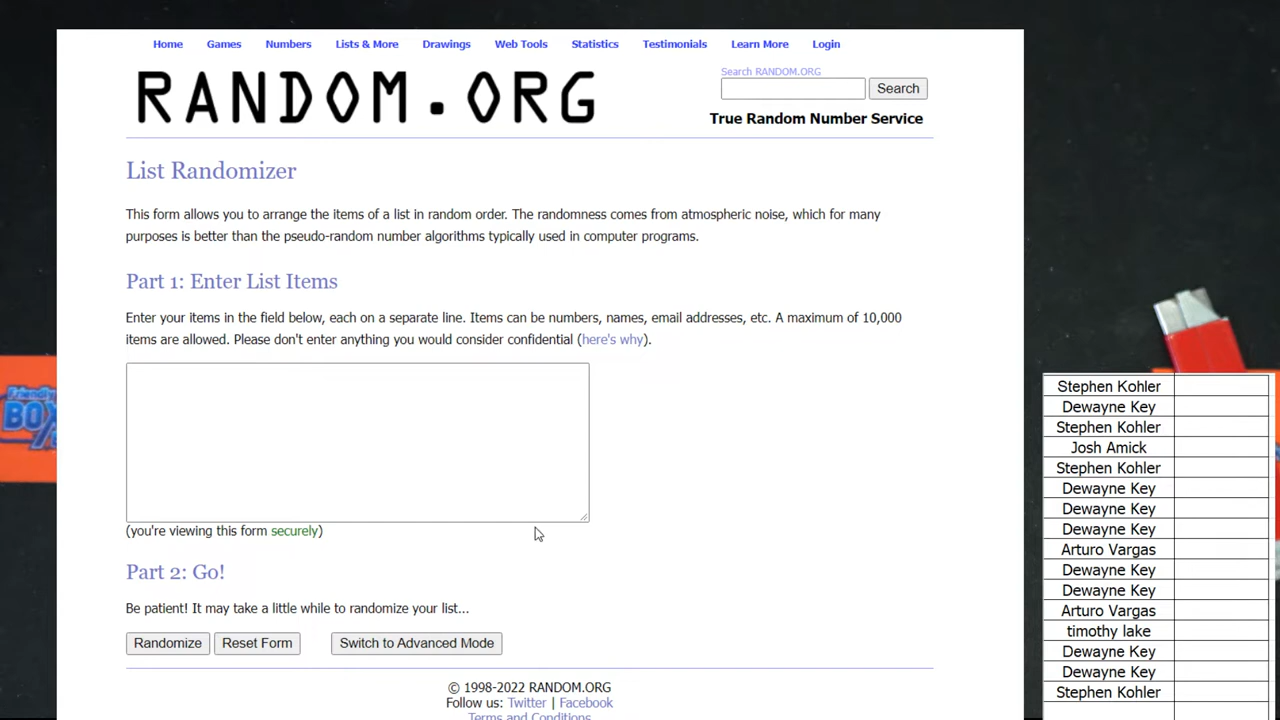 Home Games Numbers Lists & More Drawings Web Tools Statistics Testimonials Learn More Login
RANDOM.ORG
Search RANDOM.ORG
Search
True Random Number Service
List Randomizer
This form allows you to arrange the items of a list in random order. The randomness comes from atmospheric noise, which for many
purposes is better than the pseudo-random number algorithms typically used in computer programs.
Part 1: Enter List Items
Enter your items in the field below, each on a separate line. Items can be numbers, names, email addresses, etc. A maximum of 10,000
items are allowed. Please don't enter anything you would consider confidential (here's why).
(you're viewing this form securely)
Part 2: Go!
Be patient! It may take a little while to randomize your list...
Randomize Reset Form Switch to Advanced Mode
© 1998-2022 RANDOM.ORG
Follow us: Twitter | Facebook
Terms and Conditions
Friendly
BOX
Stephen Kohler
Dewayne Key
Stephen Kohler
Josh Amick
Stephen Kohler
Dewayne Key
Dewayne Key
Dewayne Key
Arturo Vargas
Dewayne Key
Dewayne Key
Arturo Vargas
timothy lake
Dewayne Key
Dewayne Key
Stephen Kohler